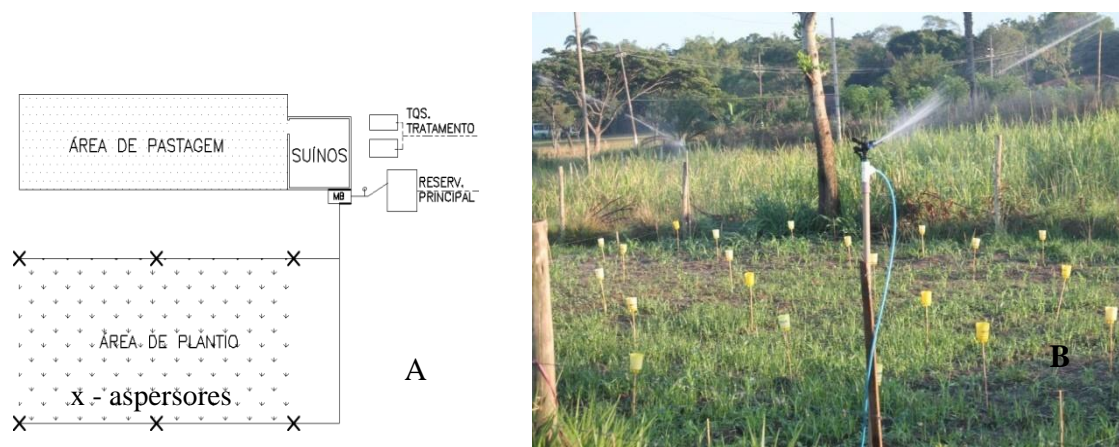 ÁREA DE PASTAGEM
SUÍNOS
TQS.
TRATAMENTO
MB
RESERV.
PRINCIPAL
ÁREA DE PLANTIO
x - aspersores
A
B